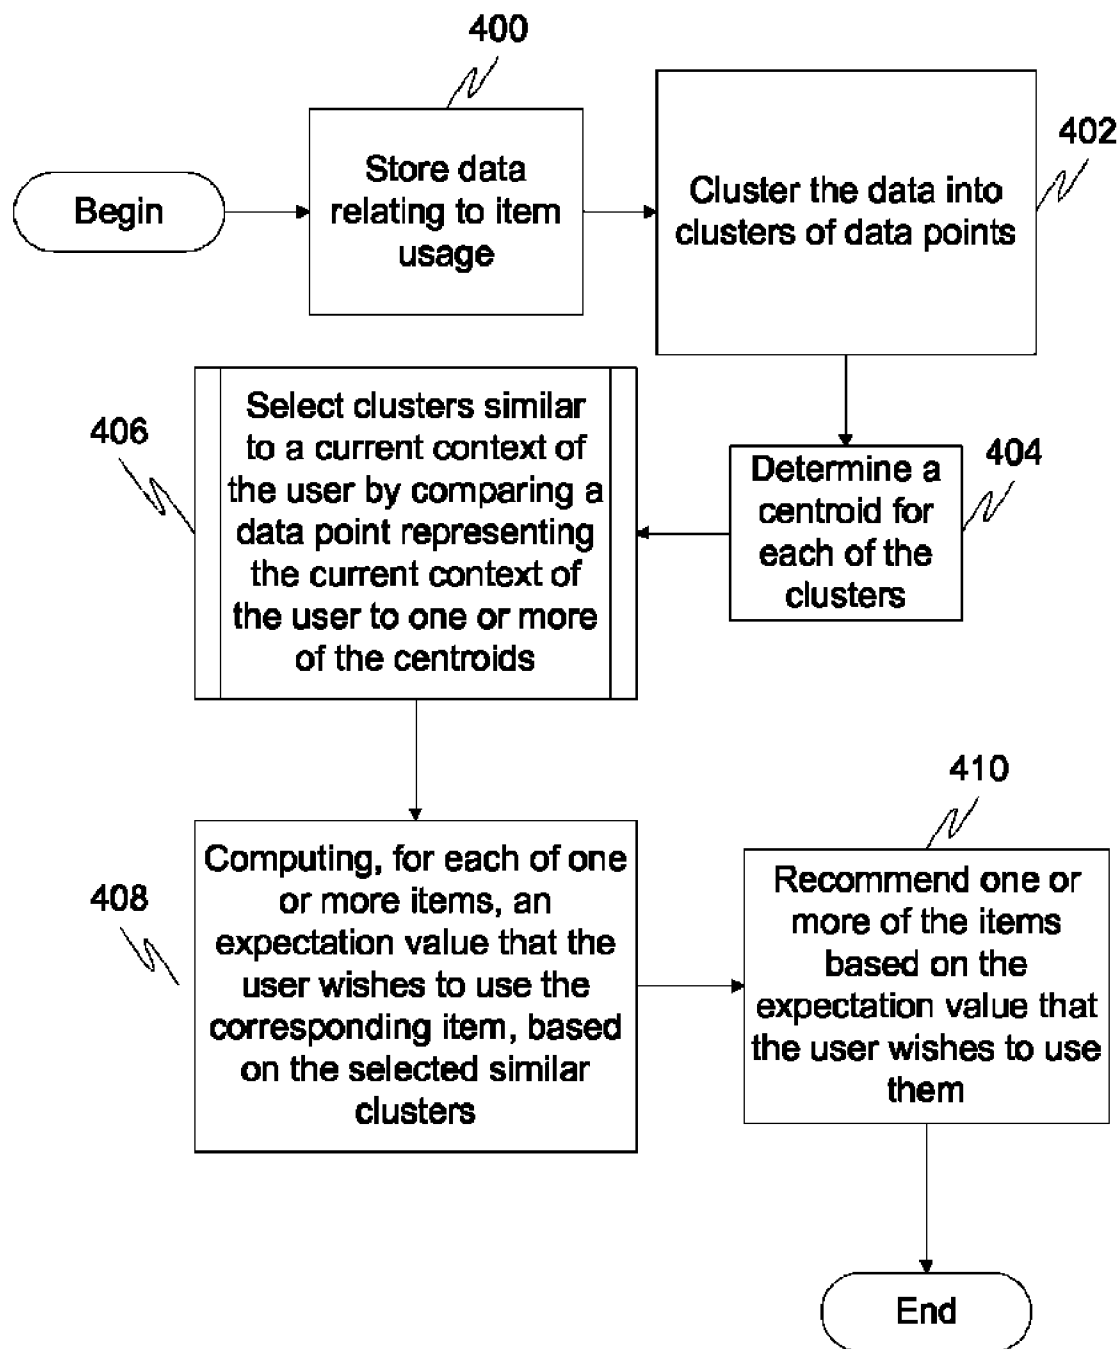 400
Begin
Store data
relating to item
usage
402
Cluster the data into
clusters of data points
404
Determine a
centroid for
each of the
clusters
406
Select clusters similar
to a current context of
the user by comparing a
data point representing
the current context of
the user to one or more
of the centroids
408
Computing, for each of one
or more items, an
expectation value that the
user wishes to use the
corresponding item, based
on the selected similar
clusters
410
Recommend one or
more of the items
based on the
expectation value that
the user wishes to use
them
End